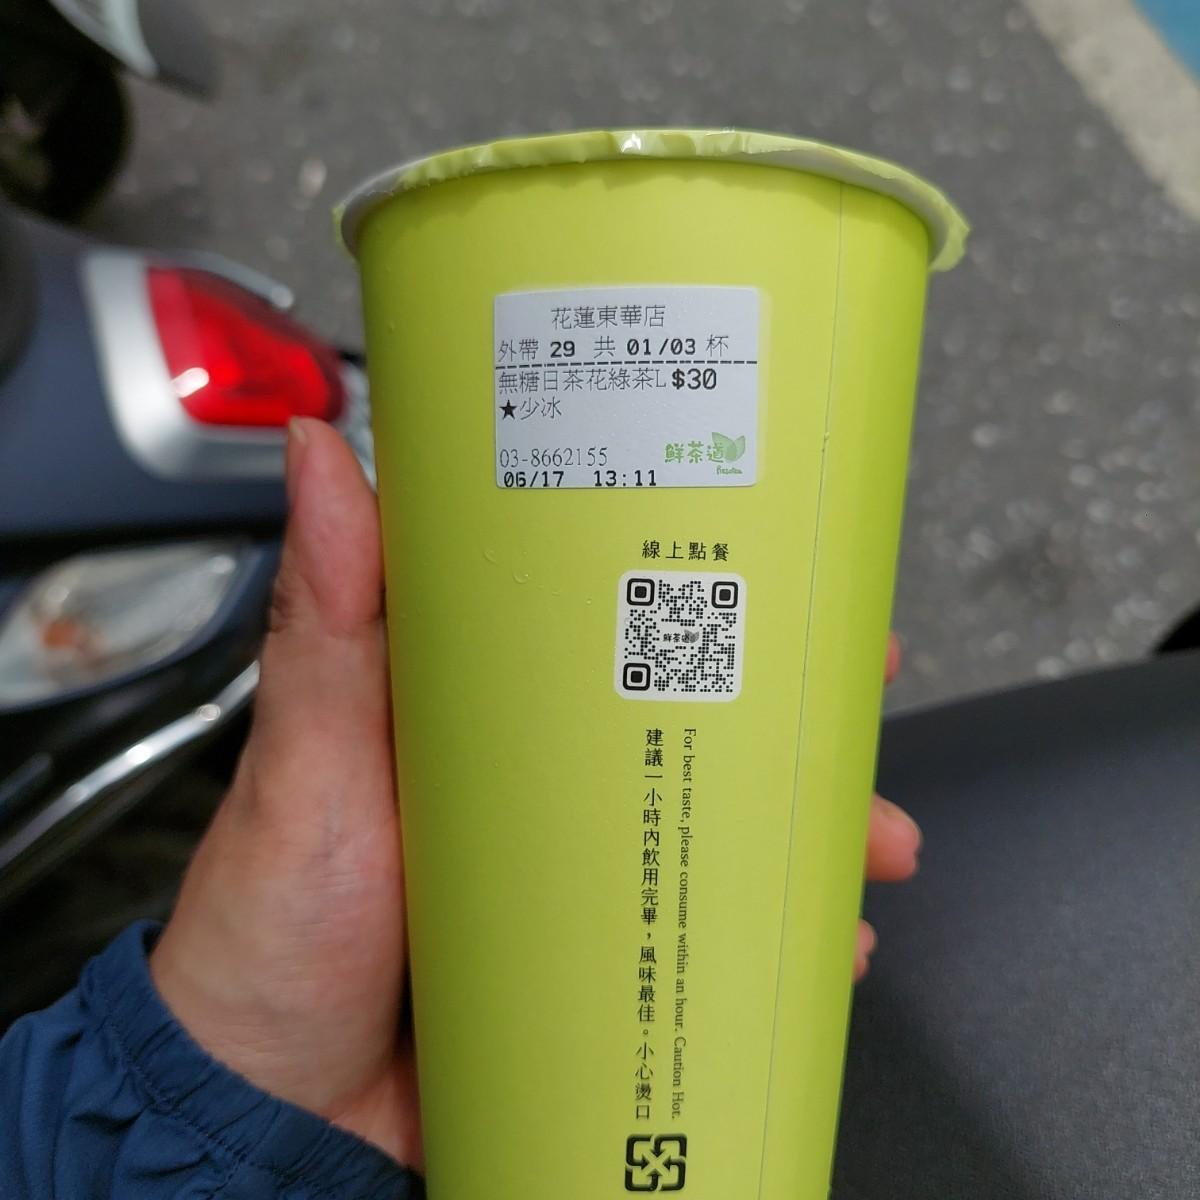 花蓮東華店
外帶 29 共 01/03 杯
無糖日茶花綠茶L $30
★少冰
鮮茶道
03-8662155
06/17 13:11
線上點餐
鮮茶道
For best taste, please consume within an hour. Caution Hot.
建議一小時內飲用完畢，風味最佳。小心燙口